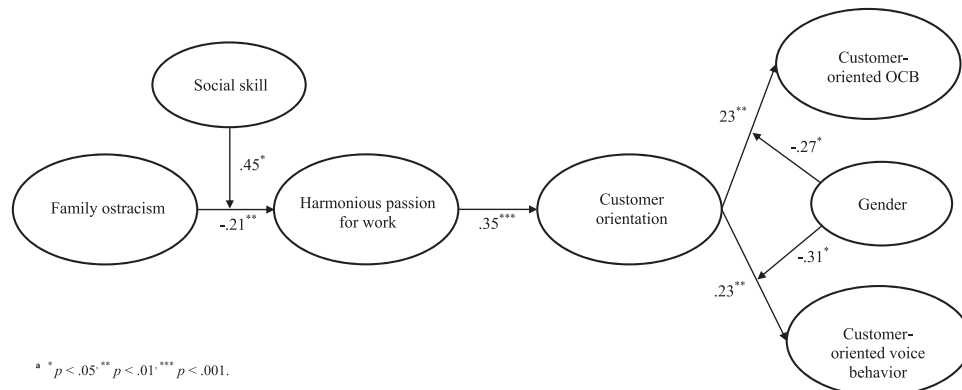 Customer-
oriented OCB
Social skill
23**
.45*
-.27*
Family ostracism
-.21**
Harmonious passion
for work
.35***
Customer
orientation
Gender
-.31*
.23**
Customer-
oriented voice
behavior
a * p < .05, ** p < .01, *** p < .001.